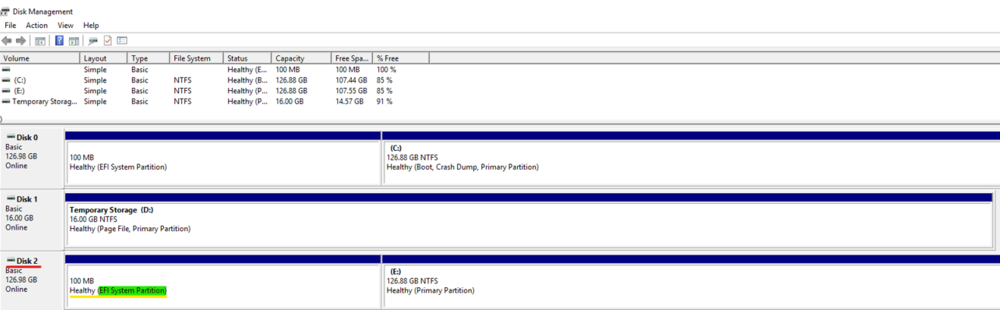 Disk Management
File Action View Help
Volume Layout Type File System Status Capacity Free Spa... % Free
Simple Basic Healthy (E... 100 MB 100 MB 100 %
(C:) Simple Basic NTFS Healthy (B... 126.88 GB 107.44 GB 85 %
(E:) Simple Basic NTFS Healthy (P... 126.88 GB 107.55 GB 85 %
Temporary Storag... Simple Basic NTFS Healthy (P... 16.00 GB 14.57 GB 91 %
Disk 0
Basic
126.98 GB
Online
100 MB
Healthy (EFI System Partition)
(C:)
126.88 GB NTFS
Healthy (Boot, Crash Dump, Primary Partition)
Disk 1
Basic
16.00 GB
Online
Temporary Storage (D:)
16.00 GB NTFS
Healthy (Page File, Primary Partition)
Disk 2
Basic
126.98 GB
Online
100 MB
Healthy (EFI System Partition)
(E:)
126.88 GB NTFS
Healthy (Primary Partition)